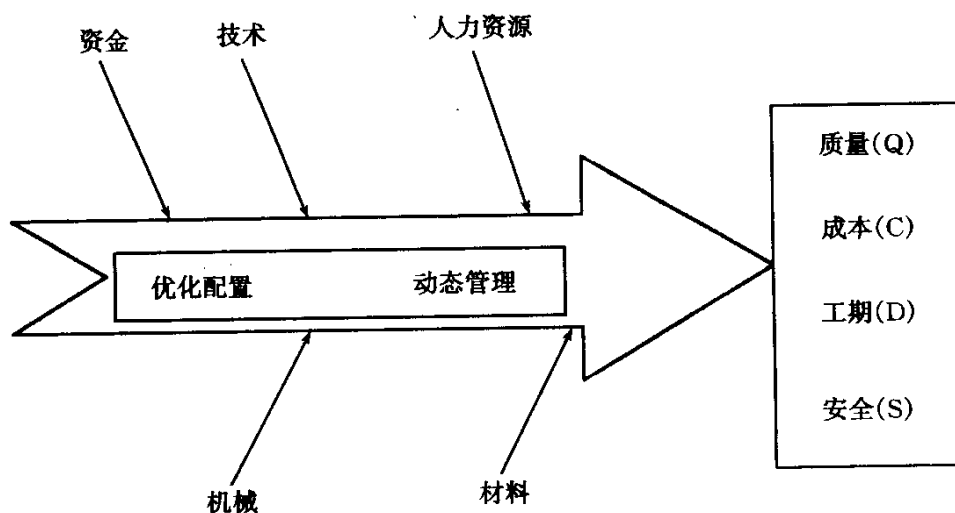 资金
技术
人力资源
质量(Q)
成本(C)
优化配置
动态管理
工期(D)
安全(S)
机械
材料